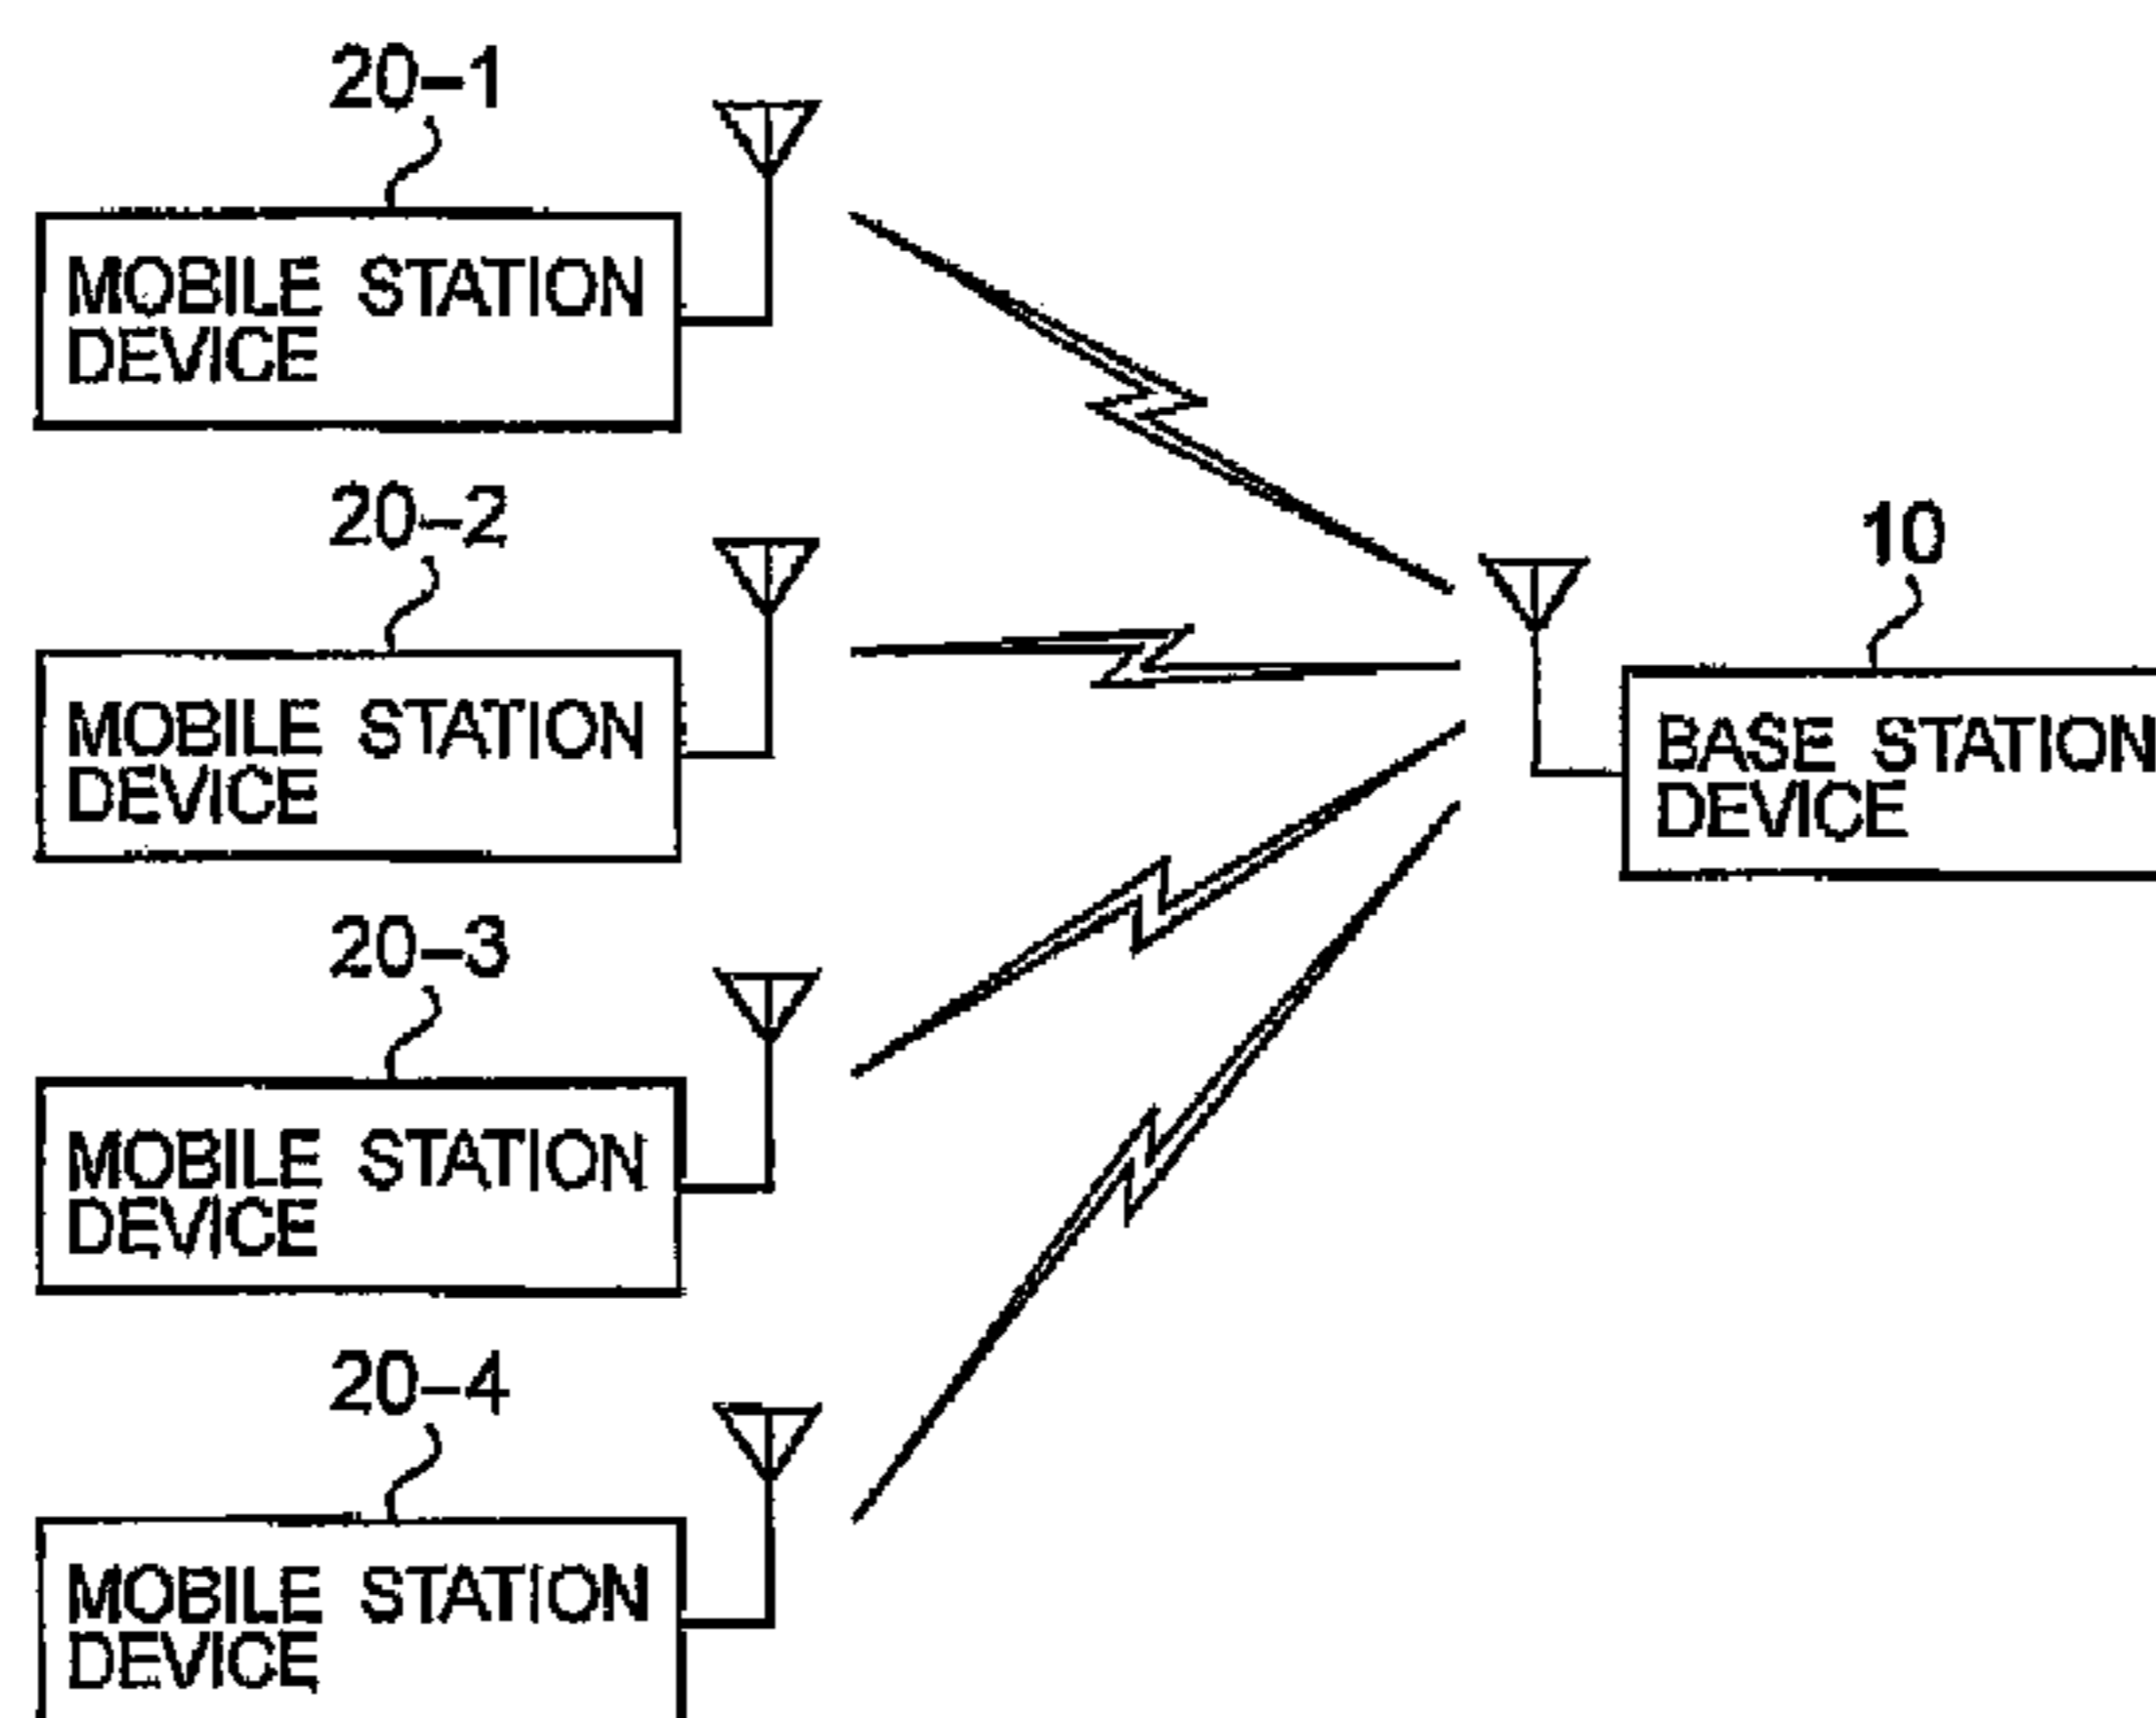 20-1
MOBILE STATION
DEVICE
20-2
MOBILE STATION
DEVICE
10
BASE STATION
DEVICE
20-3
MOBILE STATION
DEVICE
20-4
MOBILE STATION
DEVICE